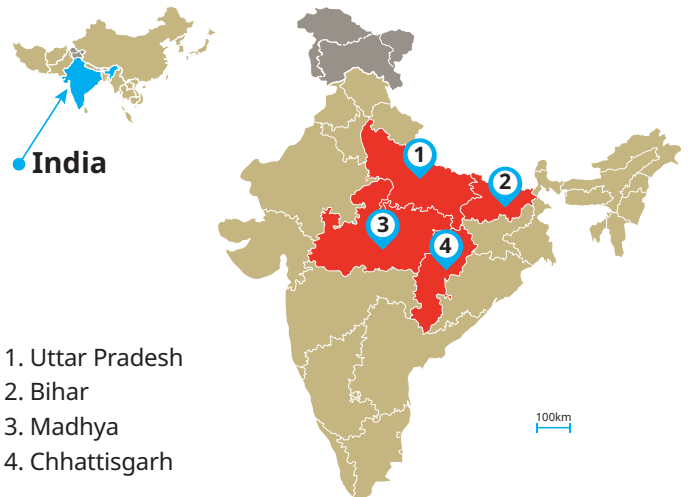 India
1
2
3
4
1. Uttar Pradesh
2. Bihar
3. Madhya
4. Chhattisgarh
100km